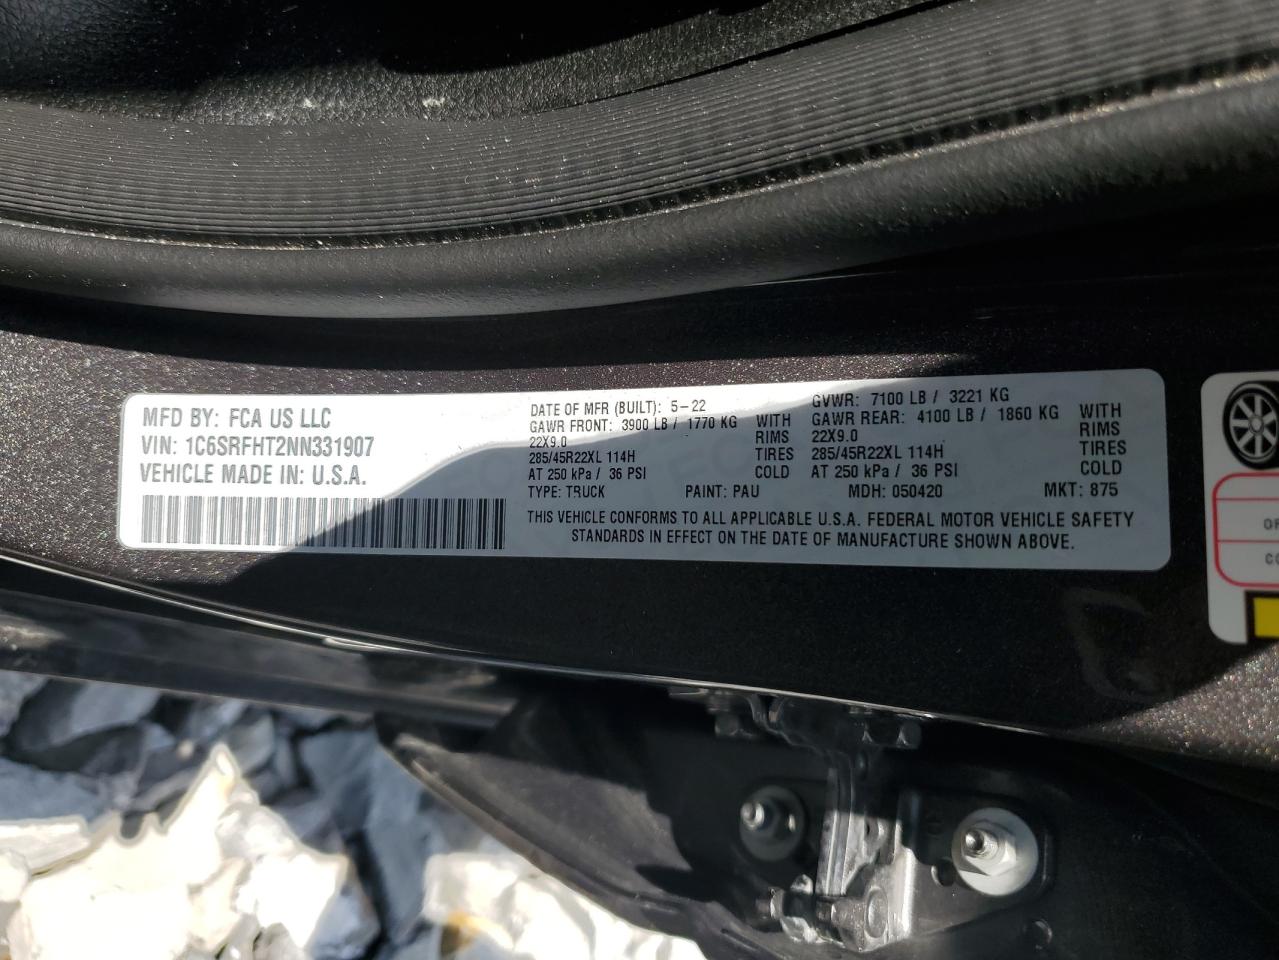 MFD BY: FCA US LLC
VIN: 1C6SRFHT2NN331907
VEHICLE MADE IN: U.S.A.
DATE OF MFR (BUILT): 5-22
GAWR FRONT: 3900 LB / 1770 KG WITH
22X9.0 RIMS
285/45R22XL 114H TIRES
AT 250 kPa / 36 PSI COLD
GVWR: 7100 LB / 3221 KG
GAWR REAR: 4100 LB / 1860 KG WITH
22X9.0 RIMS
285/45R22XL 114H TIRES
AT 250 kPa / 36 PSI COLD
TYPE: TRUCK PAINT: PAU MDH: 050420 MKT: 875
THIS VEHICLE CONFORMS TO ALL APPLICABLE U.S.A. FEDERAL MOTOR VEHICLE SAFETY
STANDARDS IN EFFECT ON THE DATE OF MANUFACTURE SHOWN ABOVE.